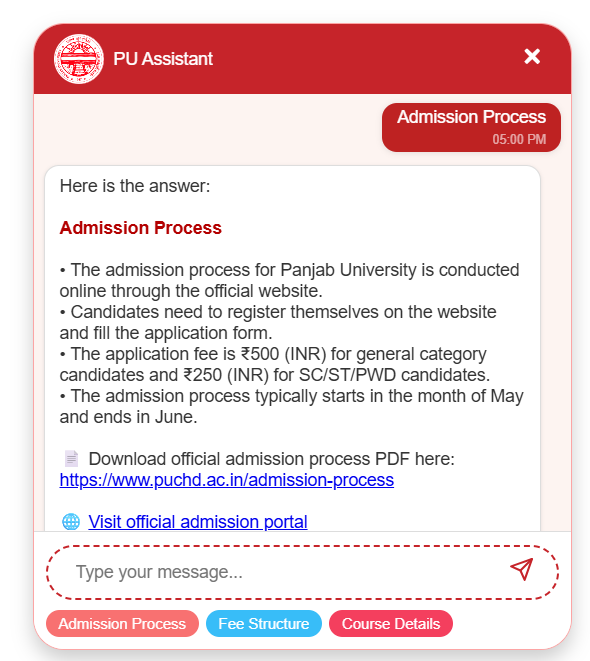 PU Assistant
Admission Process
05:00 PM
Here is the answer:
Admission Process
• The admission process for Panjab University is conducted
online through the official website.
• Candidates need to register themselves on the website
and fill the application form.
• The application fee is ₹500 (INR) for general category
candidates and ₹250 (INR) for SC/ST/PWD candidates.
• The admission process typically starts in the month of May
and ends in June.
Download official admission process PDF here:
https://www.puchd.ac.in/admission-process
Visit official admission portal
Type your message...
Admission Process
Fee Structure
Course Details